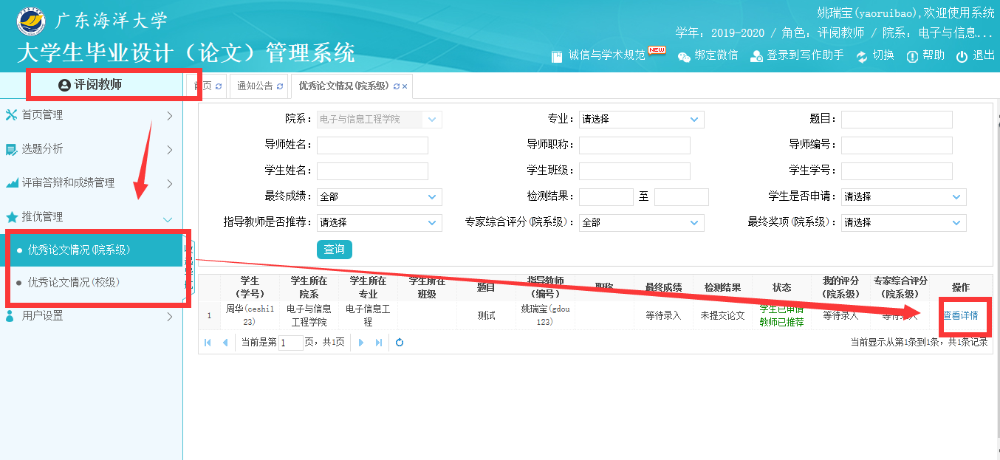 广东海洋大学
大学生毕业设计（论文）管理系统
姚瑞宝(yaoruibao),欢迎使用系统
学年：2019-2020 / 角色：评阅教师 / 院系：电子与信息...
诚信与学术规范 NEW 绑定微信 登录到写作助手 切换 帮助 退出
评阅教师
首页 通知公告 优秀论文情况(院系级)
首页管理
选题分析
评审答辩和成绩管理
推优管理
优秀论文情况(院系级)
优秀论文情况(校级)
用户设置
院系： 电子与信息工程学院 专业： 请选择 题目：
导师姓名： 导师职称： 导师编号：
学生姓名： 学生班级： 学生学号：
最终成绩： 全部 检测结果： 至 学生是否申请： 请选择
指导教师是否推荐： 请选择 专家综合评分(院系级)： 全部 最终奖项(院系级)： 请选择
查询
学生 学生所在 学生所在 学生所在 题目 指导教师 职称 最终成绩 检测结果 状态 我的评分 专家综合评分 操作
(学号) 院系 专业 班级 (编号) (院系级) (院系级)
1 周华(ceshi1 电子与信息 电子信息工 测试 姚瑞宝(gdou 等待录入 未提交论文 学生已申请 等待录入 等待录入 查看详情
23) 工程学院 程 123) 教师已推荐
当前是第 1 页，共1页 当前显示从第1条到1条，共1条记录